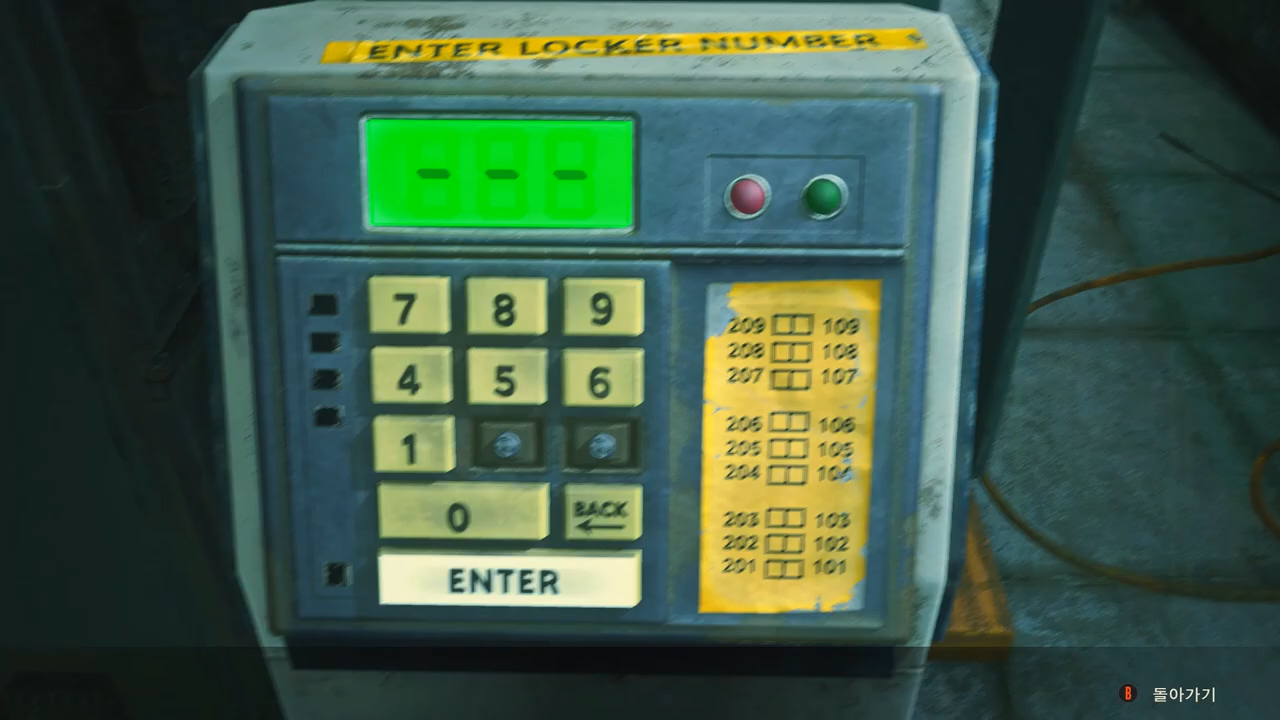 ENTER LOCKER NUMBER
7 8 9
4 5 6
1
0 BACK
ENTER
209 109
208 108
207 107
206 106
205 105
204 104
203 103
202 102
201 101
B 돌아가기